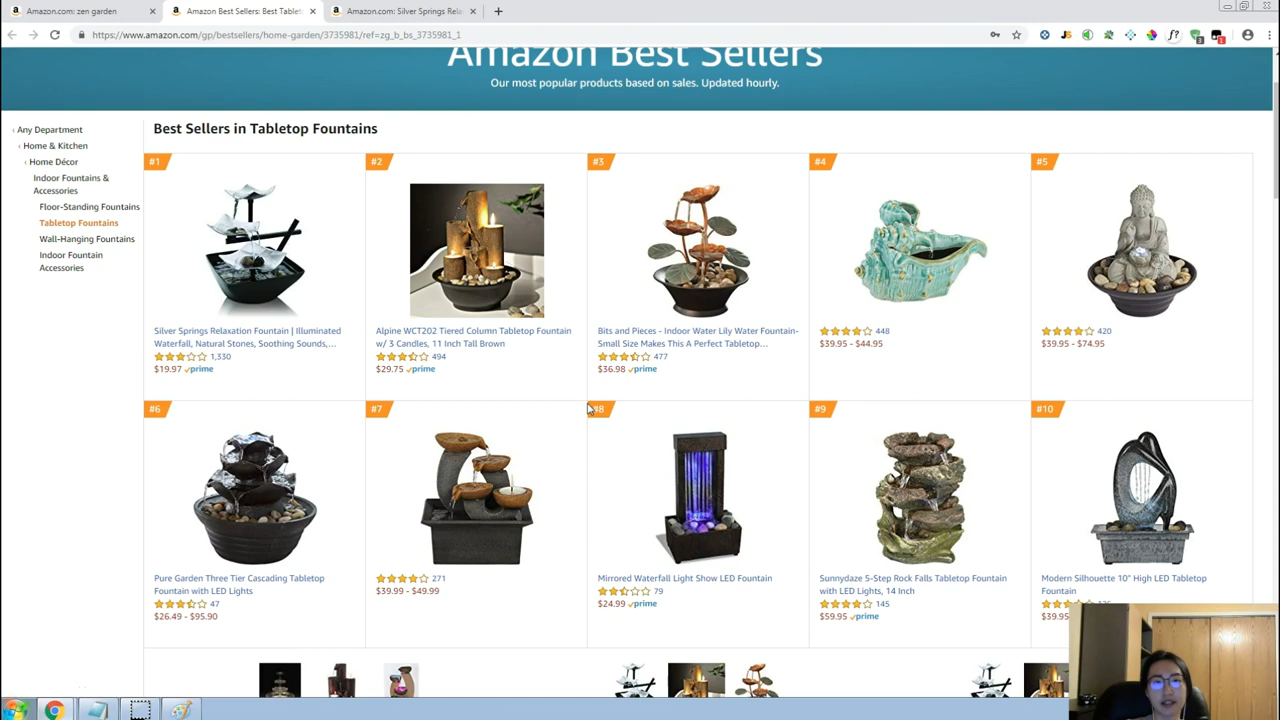 Amazon.com: zen garden
Amazon Best Sellers: Best Tablet
Amazon.com: Silver Springs Rela
https://www.amazon.com/gp/bestsellers/home-garden/3735981/ref=zg_b_bs_3735981_1
Amazon Best Sellers
Our most popular products based on sales. Updated hourly.
‹ Any Department
‹ Home & Kitchen
‹ Home Décor
Indoor Fountains &
Accessories
Floor-Standing Fountains
Tabletop Fountains
Wall-Hanging Fountains
Indoor Fountain
Accessories
Best Sellers in Tabletop Fountains
#1
#2
#3
#4
#5
Silver Springs Relaxation Fountain | Illuminated
Waterfall, Natural Stones, Soothing Sounds,...
1,330
$19.97 prime
Alpine WCT202 Tiered Column Tabletop Fountain
w/ 3 Candles, 11 Inch Tall Brown
494
$29.75 prime
Bits and Pieces - Indoor Water Lily Water Fountain-
Small Size Makes This A Perfect Tabletop...
477
$36.98 prime
448
$39.95 - $44.95
420
$39.95 - $74.95
#6
#7
#8
#9
#10
Pure Garden Three Tier Cascading Tabletop
Fountain with LED Lights
47
$26.49 - $95.90
271
$39.99 - $49.99
Mirrored Waterfall Light Show LED Fountain
79
$24.99 prime
Sunnydaze 5-Step Rock Falls Tabletop Fountain
with LED Lights, 14 Inch
145
$59.95 prime
Modern Silhouette 10" High LED Tabletop
Fountain
$39.95